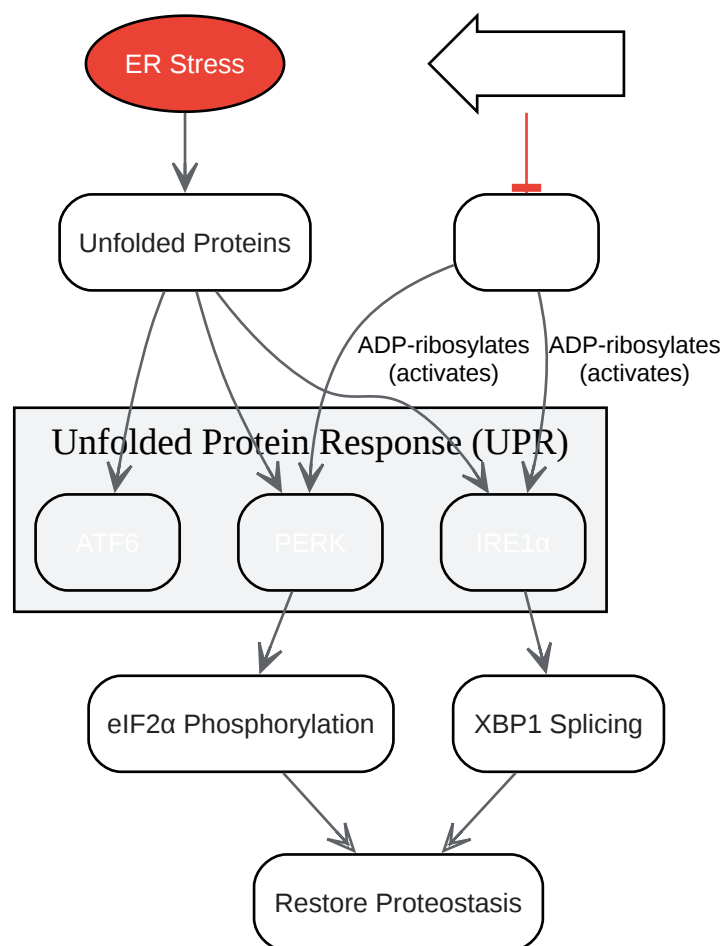 ER Stress
Unfolded Proteins
ADP-ribosylates
(activates)
ADP-ribosylates
(activates)
Unfolded Protein Response (UPR)
ATF6
PERK
IRE1α
eIF2α Phosphorylation
XBP1 Splicing
Restore Proteostasis